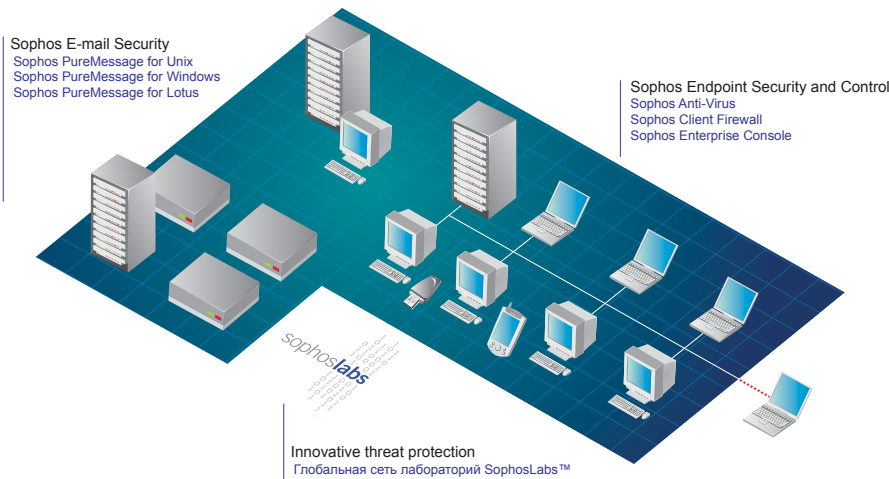 Sophos E-mail Security
Sophos PureMessage for Unix
Sophos PureMessage for Windows
Sophos PureMessage for Lotus
Sophos Endpoint Security and Control
Sophos Anti-Virus
Sophos Client Firewall
Sophos Enterprise Console
sophoslabs
Innovative threat protection
Глобальная сеть лабораторий SophosLabs™